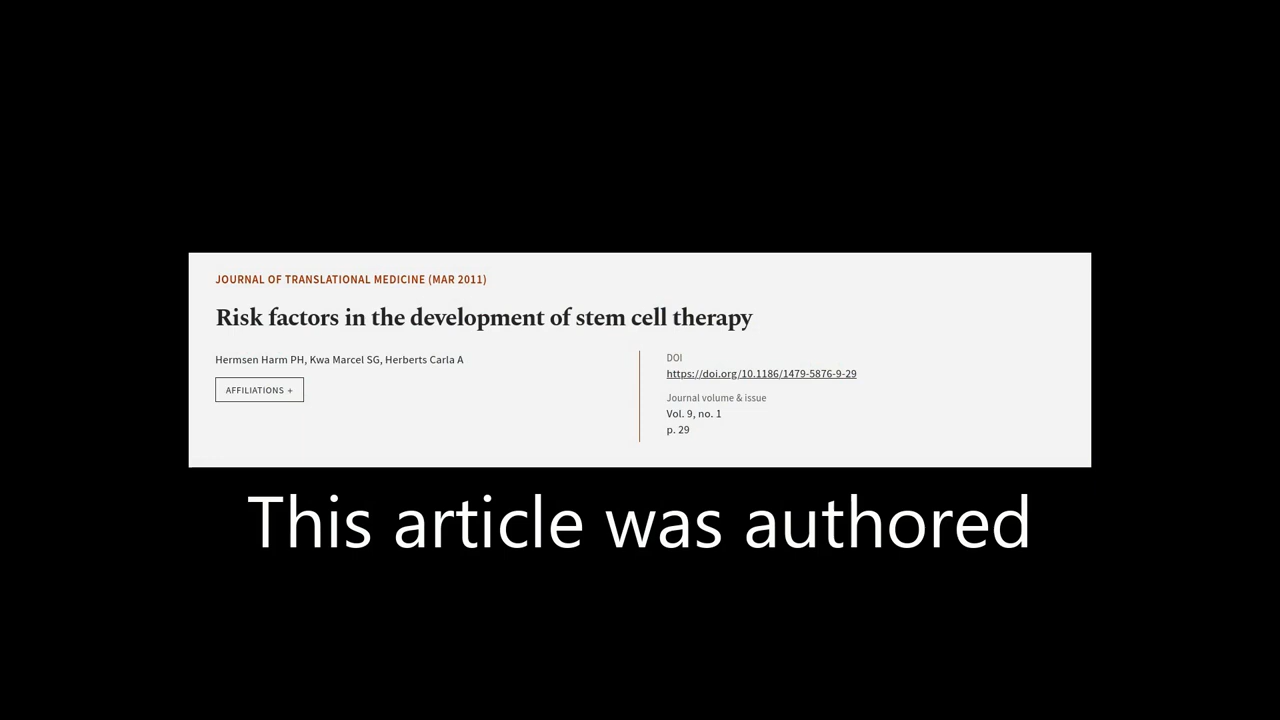 JOURNAL OF TRANSLATIONAL MEDICINE (MAR 2011)
Risk factors in the development of stem cell therapy
Hermsen Harm PH, Kwa Marcel SG, Herberts Carla A
AFFILIATIONS +
DOI
https://doi.org/10.1186/1479-5876-9-29
Journal volume & issue
Vol. 9, no. 1
p. 29
This article was authored